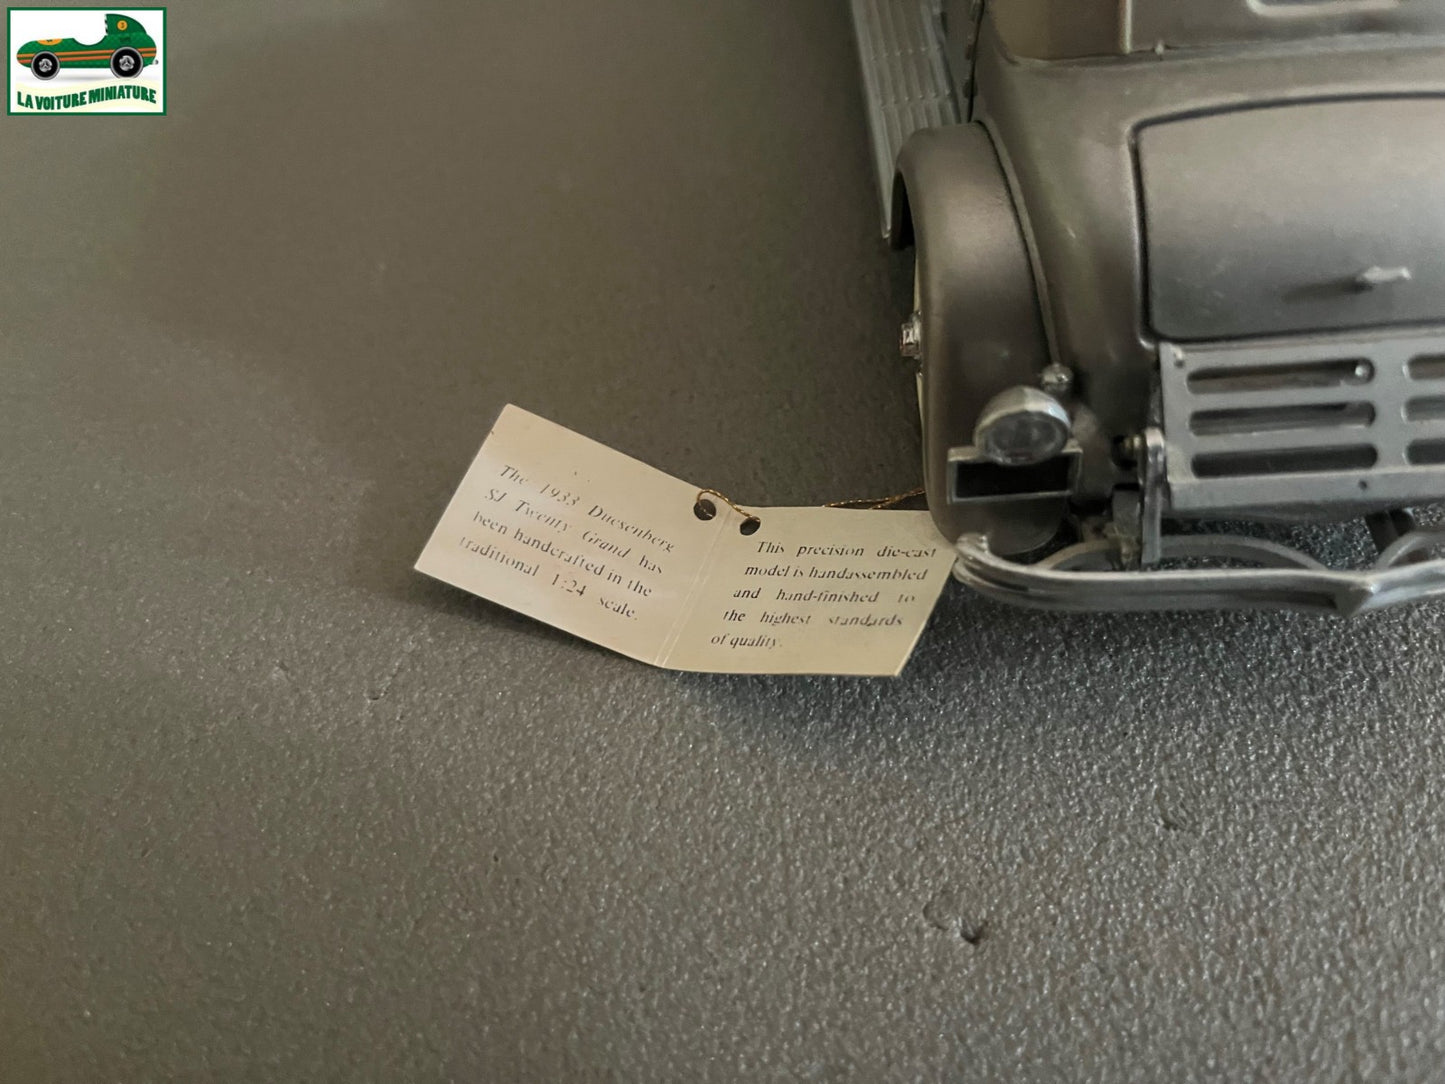 LA VOITURE MINIATURE
The 1933 Duesenberg
SJ Twenty Grand has
been handcrafted in the
traditional 1:24 scale.
This precision die-cast
model is handassembled
and hand-finished to
the highest standards
of quality.